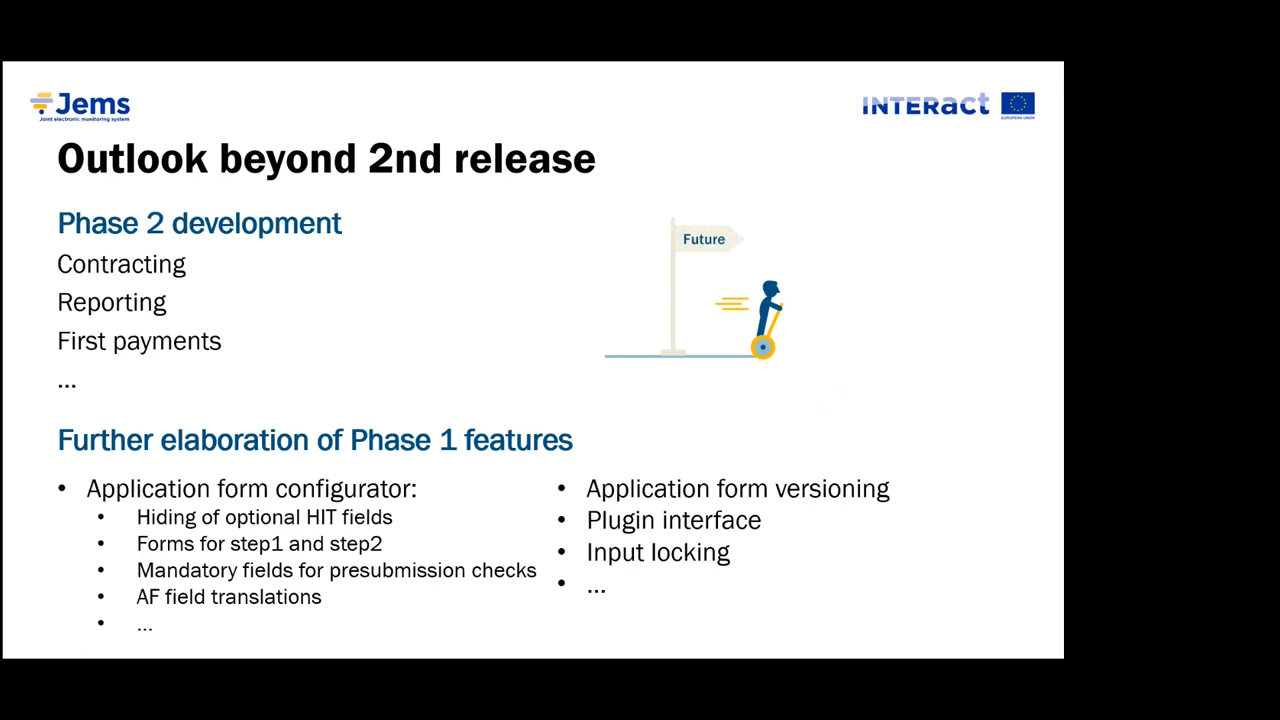 Jems
Joint electronic monitoring system
INTERact
EUROPEAN UNION
Outlook beyond 2nd release
Phase 2 development
Contracting
Reporting
First payments
...
Future
Further elaboration of Phase 1 features
• Application form configurator:
• Hiding of optional HIT fields
• Forms for step1 and step2
• Mandatory fields for presubmission checks
• AF field translations
• ...
• Application form versioning
• Plugin interface
• Input locking
• ...